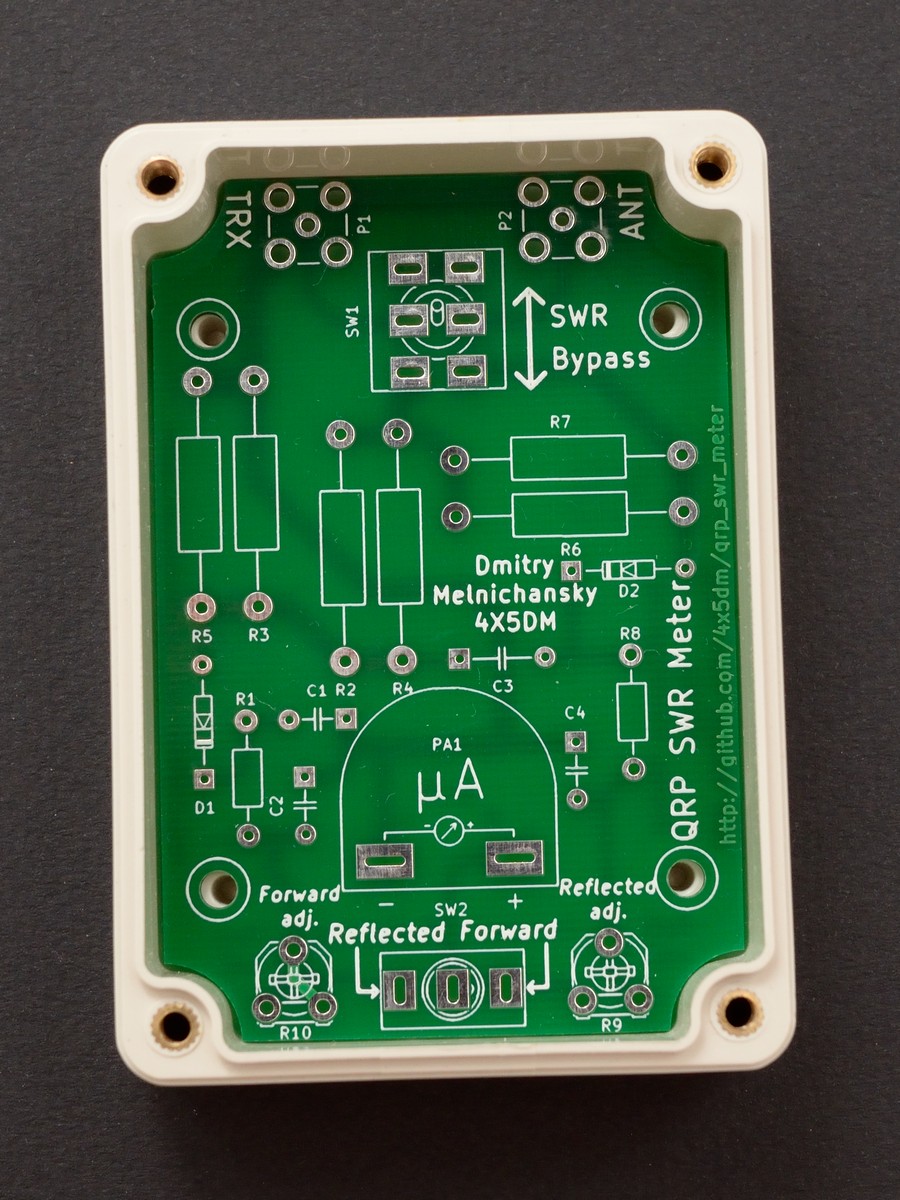 TRX
P1
P2
ANT
SW1
SWR
Bypass
R7
R6
D2
Dmitry
Melnichansky
4X5DM
R5
R3
R8
C3
R1
C1
R2
R4
C4
PA1
µA
D1
C2
- +
QRP SWR Meter
http://github.com/4x5dm/qrp_swr_meter
− +
Forward
adj.
SW2
Reflected Forward
Reflected
adj.
R10
R9